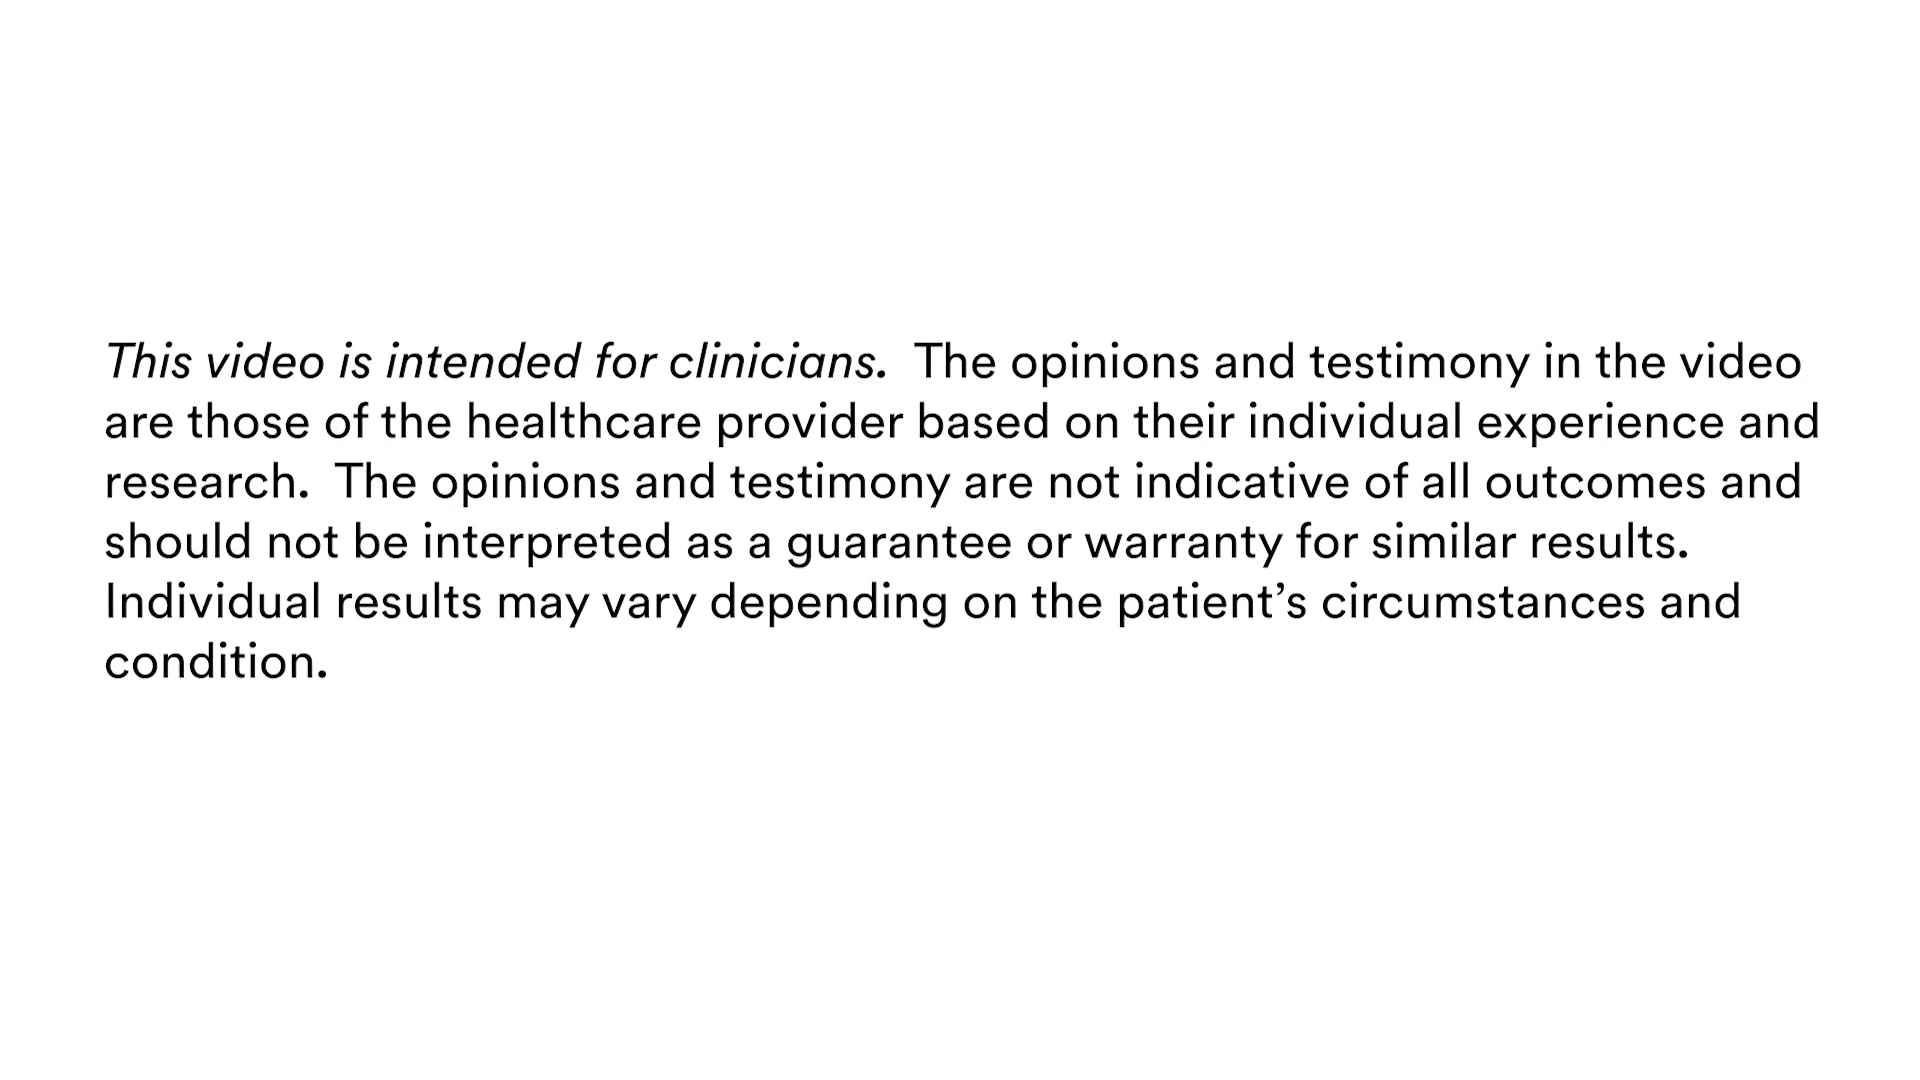 This video is intended for clinicians.  The opinions and testimony in the video
are those of the healthcare provider based on their individual experience and
research.  The opinions and testimony are not indicative of all outcomes and
should not be interpreted as a guarantee or warranty for similar results.
Individual results may vary depending on the patient’s circumstances and
condition.